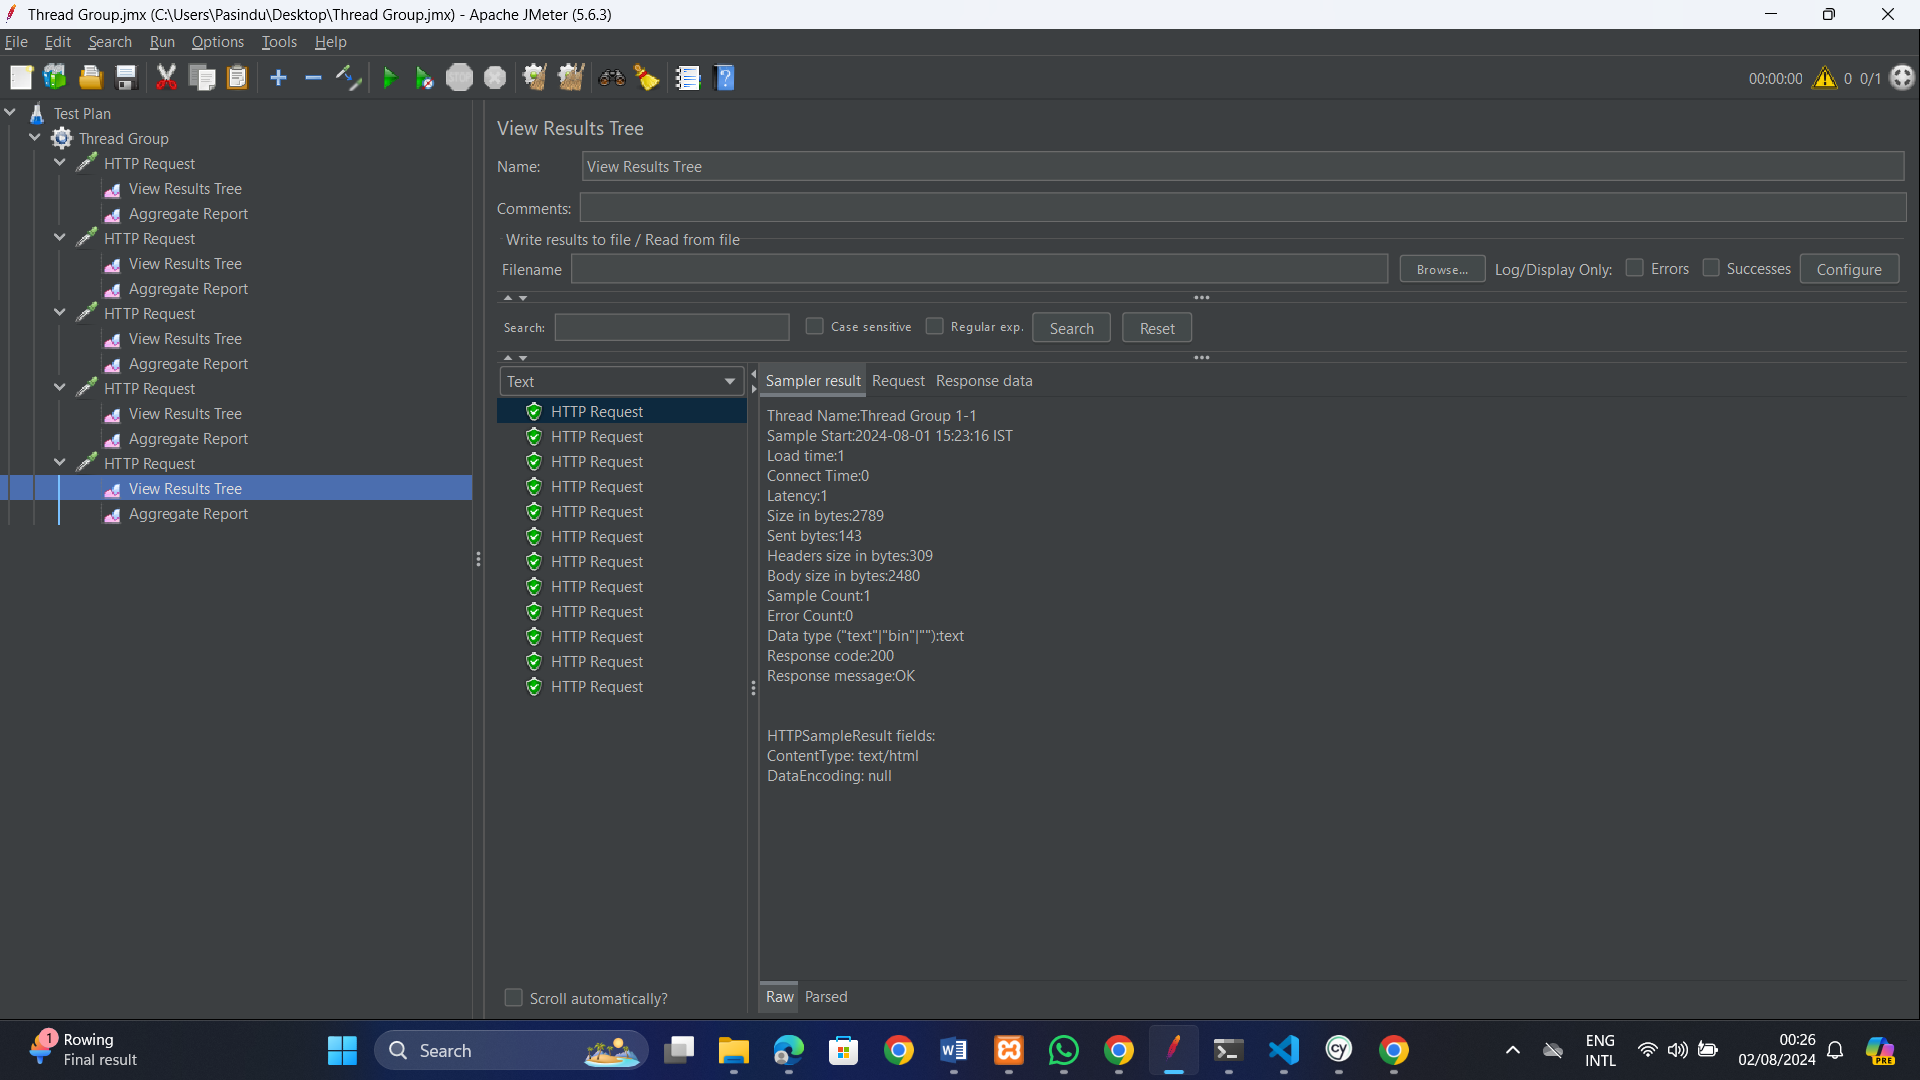 Thread Group.jmx (C:\Users\Pasindu\Desktop\Thread Group.jmx) - Apache JMeter (5.6.3)
File Edit Search Run Options Tools Help
STOP
00:00:00 0 0/1
Test Plan
Thread Group
HTTP Request
View Results Tree
Aggregate Report
HTTP Request
View Results Tree
Aggregate Report
HTTP Request
View Results Tree
Aggregate Report
HTTP Request
View Results Tree
Aggregate Report
HTTP Request
View Results Tree
Aggregate Report
View Results Tree
Name: View Results Tree
Comments:
Write results to file / Read from file
Filename Browse... Log/Display Only: Errors Successes Configure
Search: Case sensitive Regular exp. Search Reset
Text
HTTP Request
HTTP Request
HTTP Request
HTTP Request
HTTP Request
HTTP Request
HTTP Request
HTTP Request
HTTP Request
HTTP Request
HTTP Request
HTTP Request
Scroll automatically?
Sampler result Request Response data
Thread Name:Thread Group 1-1
Sample Start:2024-08-01 15:23:16 IST
Load time:1
Connect Time:0
Latency:1
Size in bytes:2789
Sent bytes:143
Headers size in bytes:309
Body size in bytes:2480
Sample Count:1
Error Count:0
Data type ("text"|"bin"|""):text
Response code:200
Response message:OK
HTTPSampleResult fields:
ContentType: text/html
DataEncoding: null
Raw Parsed
1
Rowing
Final result
Search
CY
ENG
INTL
00:26
02/08/2024
PRE